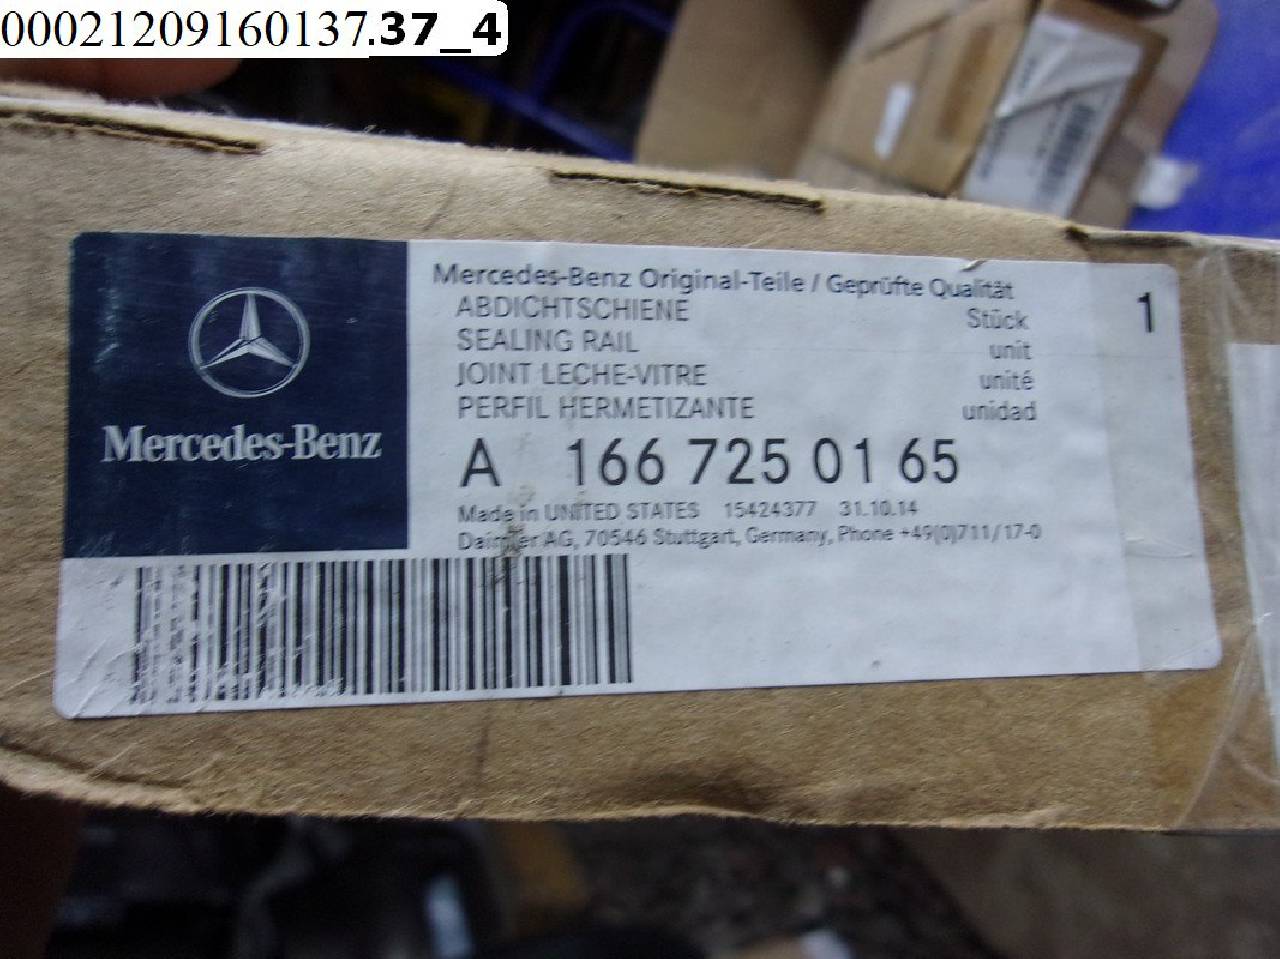 00021209160137.37_4
Mercedes-Benz
Mercedes-Benz Original-Teile / Geprüfte Qualität
ABDICHTSCHIENE Stück 1
SEALING RAIL unit
JOINT LECHE-VITRE unité
PERFIL HERMETIZANTE unidad
A 166 725 01 65
Made in UNITED STATES 15424377 31.10.14
Daimler AG, 70546 Stuttgart, Germany, Phone +49(0)711/17-0